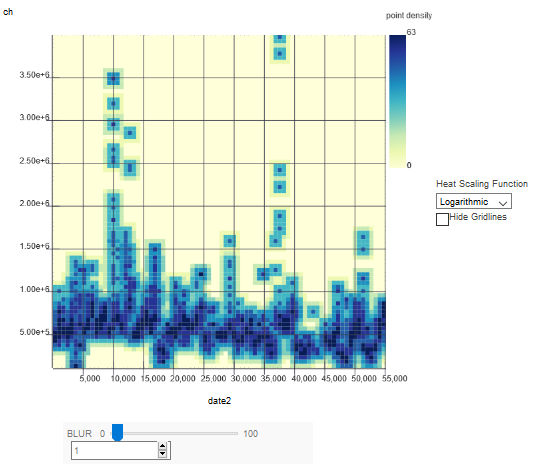 ch
point density
63
0
3.50e+6
3.00e+6
2.50e+6
2.00e+6
1.50e+6
1.00e+6
5.00e+5
5,000 10,000 15,000 20,000 25,000 30,000 35,000 40,000 45,000 50,000 55,000
date2
Heat Scaling Function
Logarithmic
Hide Gridlines
BLUR 0 100
1